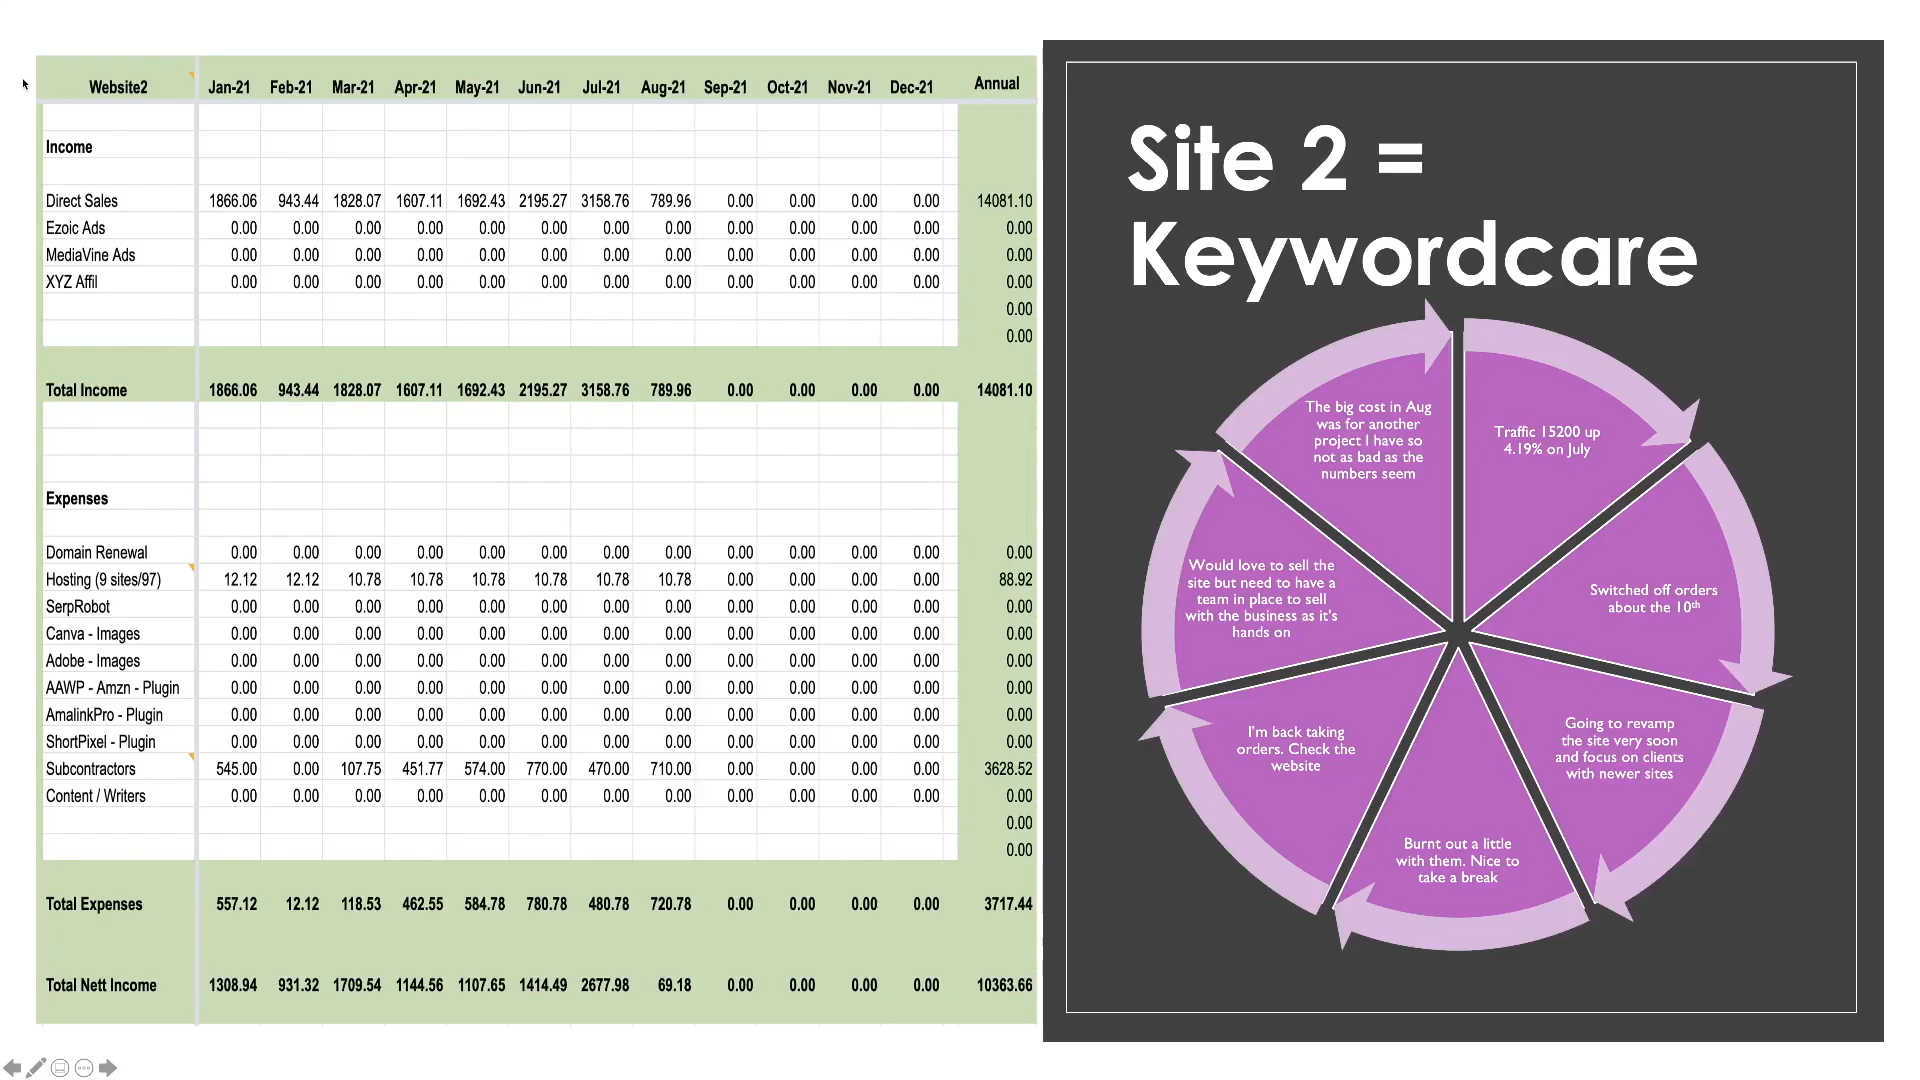 Website2 Jan-21 Feb-21 Mar-21 Apr-21 May-21 Jun-21 Jul-21 Aug-21 Sep-21 Oct-21 Nov-21 Dec-21 Annual
Income
Direct Sales 1866.06 943.44 1828.07 1607.11 1692.43 2195.27 3158.76 789.96 0.00 0.00 0.00 0.00 14081.10
Ezoic Ads 0.00 0.00 0.00 0.00 0.00 0.00 0.00 0.00 0.00 0.00 0.00 0.00 0.00
MediaVine Ads 0.00 0.00 0.00 0.00 0.00 0.00 0.00 0.00 0.00 0.00 0.00 0.00 0.00
XYZ Affil 0.00 0.00 0.00 0.00 0.00 0.00 0.00 0.00 0.00 0.00 0.00 0.00 0.00
0.00
0.00
Total Income 1866.06 943.44 1828.07 1607.11 1692.43 2195.27 3158.76 789.96 0.00 0.00 0.00 0.00 14081.10
Expenses
Domain Renewal 0.00 0.00 0.00 0.00 0.00 0.00 0.00 0.00 0.00 0.00 0.00 0.00 0.00
Hosting (9 sites/97) 12.12 12.12 10.78 10.78 10.78 10.78 10.78 10.78 0.00 0.00 0.00 0.00 88.92
SerpRobot 0.00 0.00 0.00 0.00 0.00 0.00 0.00 0.00 0.00 0.00 0.00 0.00 0.00
Canva - Images 0.00 0.00 0.00 0.00 0.00 0.00 0.00 0.00 0.00 0.00 0.00 0.00 0.00
Adobe - Images 0.00 0.00 0.00 0.00 0.00 0.00 0.00 0.00 0.00 0.00 0.00 0.00 0.00
AAWP - Amzn - Plugin 0.00 0.00 0.00 0.00 0.00 0.00 0.00 0.00 0.00 0.00 0.00 0.00 0.00
AmalinkPro - Plugin 0.00 0.00 0.00 0.00 0.00 0.00 0.00 0.00 0.00 0.00 0.00 0.00 0.00
ShortPixel - Plugin 0.00 0.00 0.00 0.00 0.00 0.00 0.00 0.00 0.00 0.00 0.00 0.00 0.00
Subcontractors 545.00 0.00 107.75 451.77 574.00 770.00 470.00 710.00 0.00 0.00 0.00 0.00 3628.52
Content / Writers 0.00 0.00 0.00 0.00 0.00 0.00 0.00 0.00 0.00 0.00 0.00 0.00 0.00
0.00
0.00
Total Expenses 557.12 12.12 118.53 462.55 584.78 780.78 480.78 720.78 0.00 0.00 0.00 0.00 3717.44
Total Nett Income 1308.94 931.32 1709.54 1144.56 1107.65 1414.49 2677.98 69.18 0.00 0.00 0.00 0.00 10363.66
Site 2 =
Keywordcare
Traffic 15200 up
4.19% on July
Switched off orders
about the 10th
Going to revamp
the site very soon
and focus on clients
with newer sites
Burnt out a little
with them. Nice to
take a break
I'm back taking
orders. Check the
website
Would love to sell the
site but need to have a
team in place to sell
with the business as it's
hands on
The big cost in Aug
was for another
project I have so
not as bad as the
numbers seem